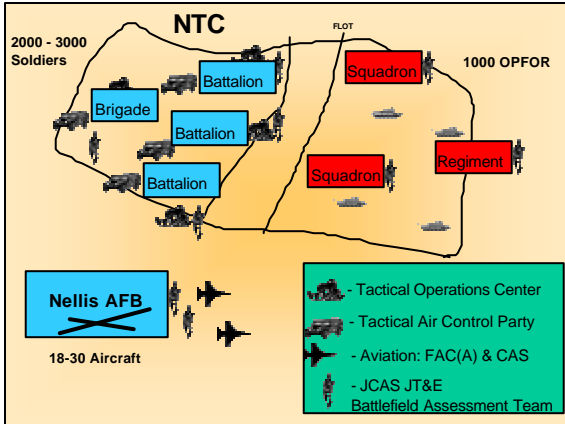 NTC
FLOT
2000 - 3000
Soldiers
1000 OPFOR
Battalion
Squadron
Brigade
Battalion
Regiment
Battalion
Squadron
Nellis AFB
18-30 Aircraft
- Tactical Operations Center
- Tactical Air Control Party
- Aviation: FAC(A) & CAS
- JCAS JT&E
Battlefield Assessment Team